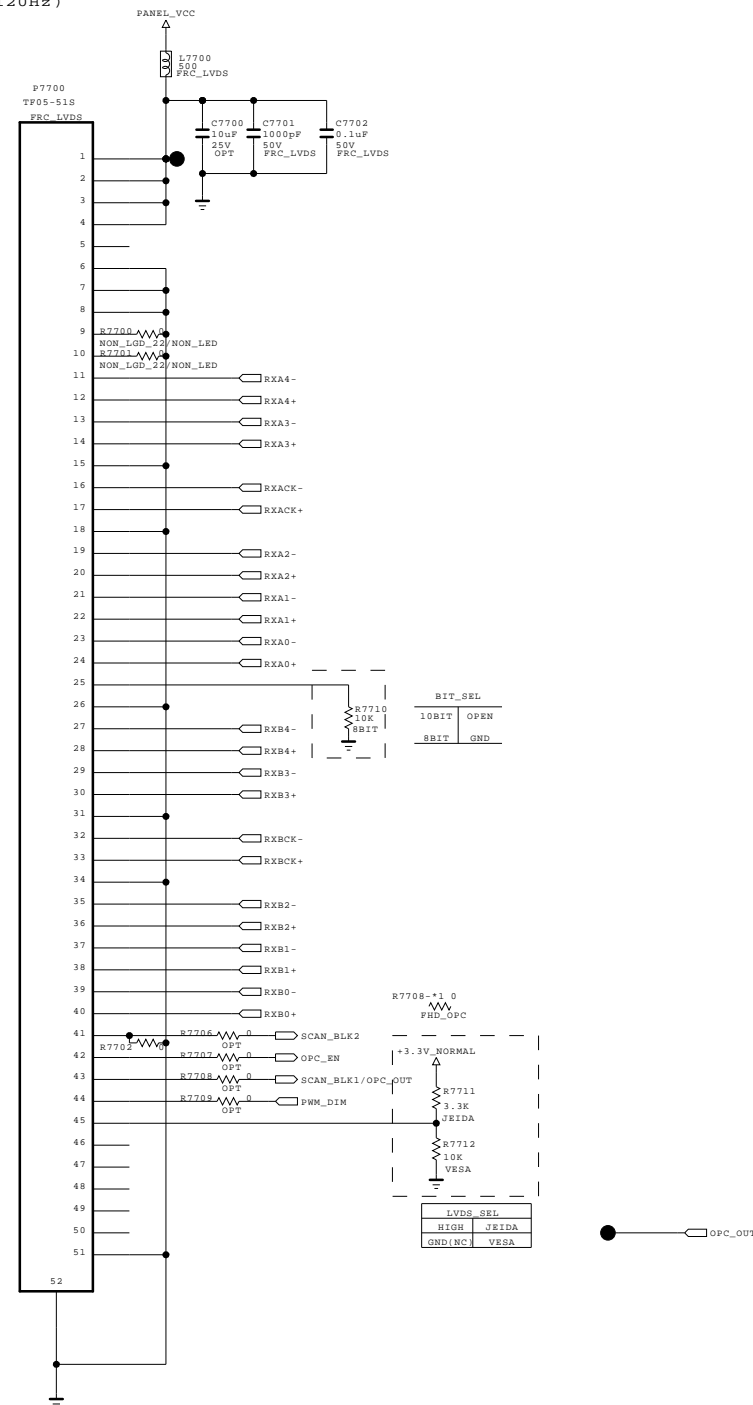 PANEL_VCC
L7700
500
FRC_LVDS
P7700
TF05-51S
FRC_LVDS
C7700
10uF
25V
OPT
C7701
1000pF
50V
FRC_LVDS
C7702
0.1uF
50V
FRC_LVDS
1
2
3
4
5
6
7
8
9
R7700 0
NON_LGD_22/NON_LED
10
R7701 0
NON_LGD_22/NON_LED
11 RXA4-
12 RXA4+
13 RXA3-
14 RXA3+
15
16 RXACK-
17 RXACK+
18
19 RXA2-
20 RXA2+
21 RXA1-
22 RXA1+
23 RXA0-
24 RXA0+
25
R7710
10K
8BIT
BIT_SEL
10BIT OPEN
8BIT GND
26
27 RXB4-
28 RXB4+
29 RXB3-
30 RXB3+
31
32 RXBCK-
33 RXBCK+
34
35 RXB2-
36 RXB2+
37 RXB1-
38 RXB1+
39 RXB0-
40 RXB0+
R7708-*1 0
FHD_OPC
41
R7702 0
R7706 0
OPT
SCAN_BLK2
42
R7707 0
OPT
OPC_EN
43
R7708 0
OPT
SCAN_BLK1/OPC_OUT
44
R7709 0
OPT
PWM_DIM
+3.3V_NORMAL
R7711
3.3K
JEIDA
45
R7712
10K
VESA
46
47
48
49
50
51
52
LVDS_SEL
HIGH JEIDA
GND(NC) VESA